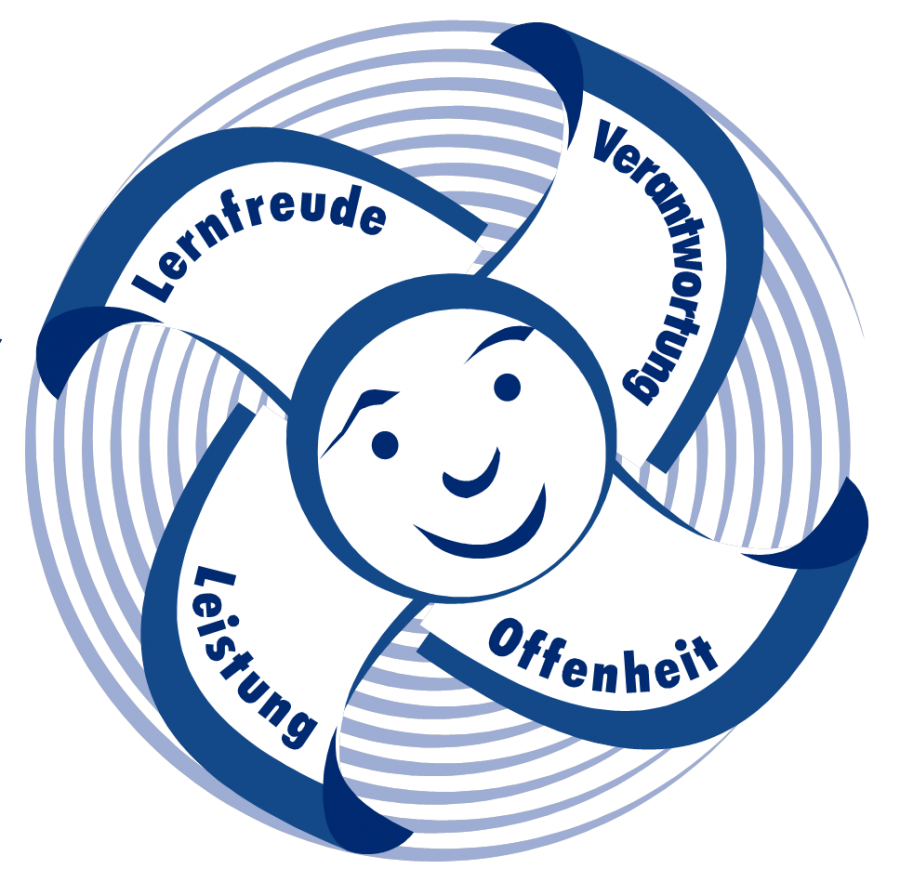 Lernfreude
Verantwortung
Leistung
Offenheit